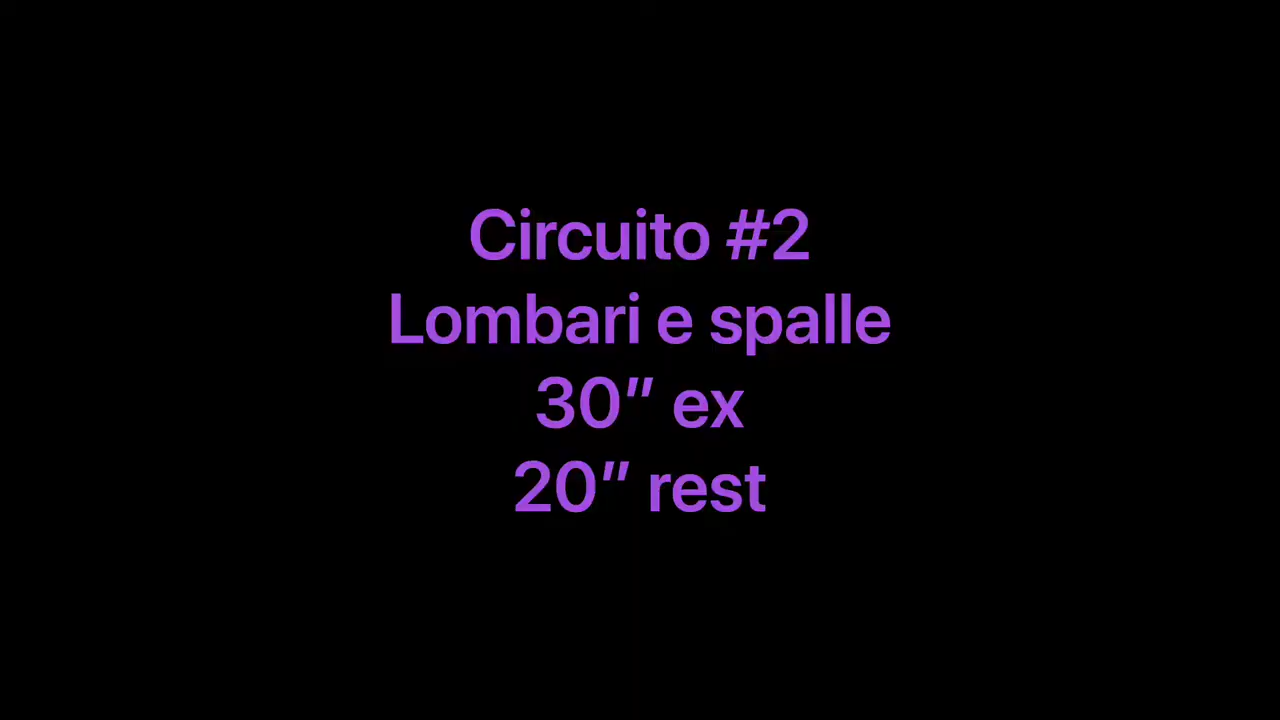 Circuito #2
Lombari e spalle
30” ex
20” rest